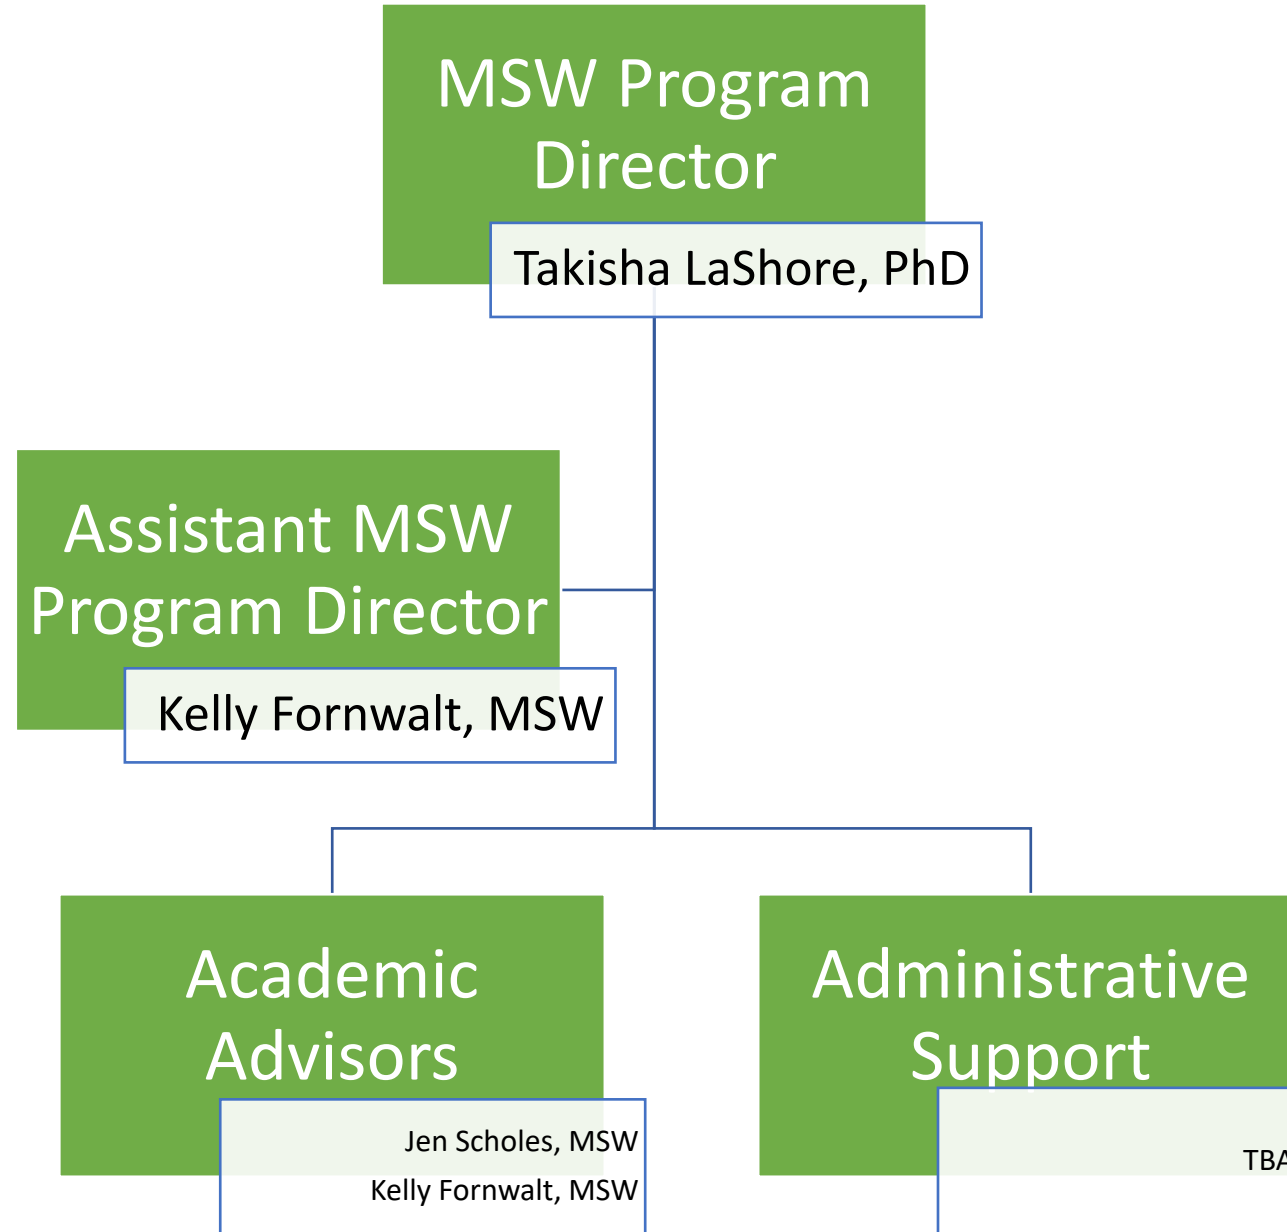 MSW Program
Director
Takisha LaShore, PhD
Assistant MSW
Program Director
Kelly Fornwalt, MSW
Academic
Advisors
Jen Scholes, MSW
Kelly Fornwalt, MSW
Administrative
Support
TBA